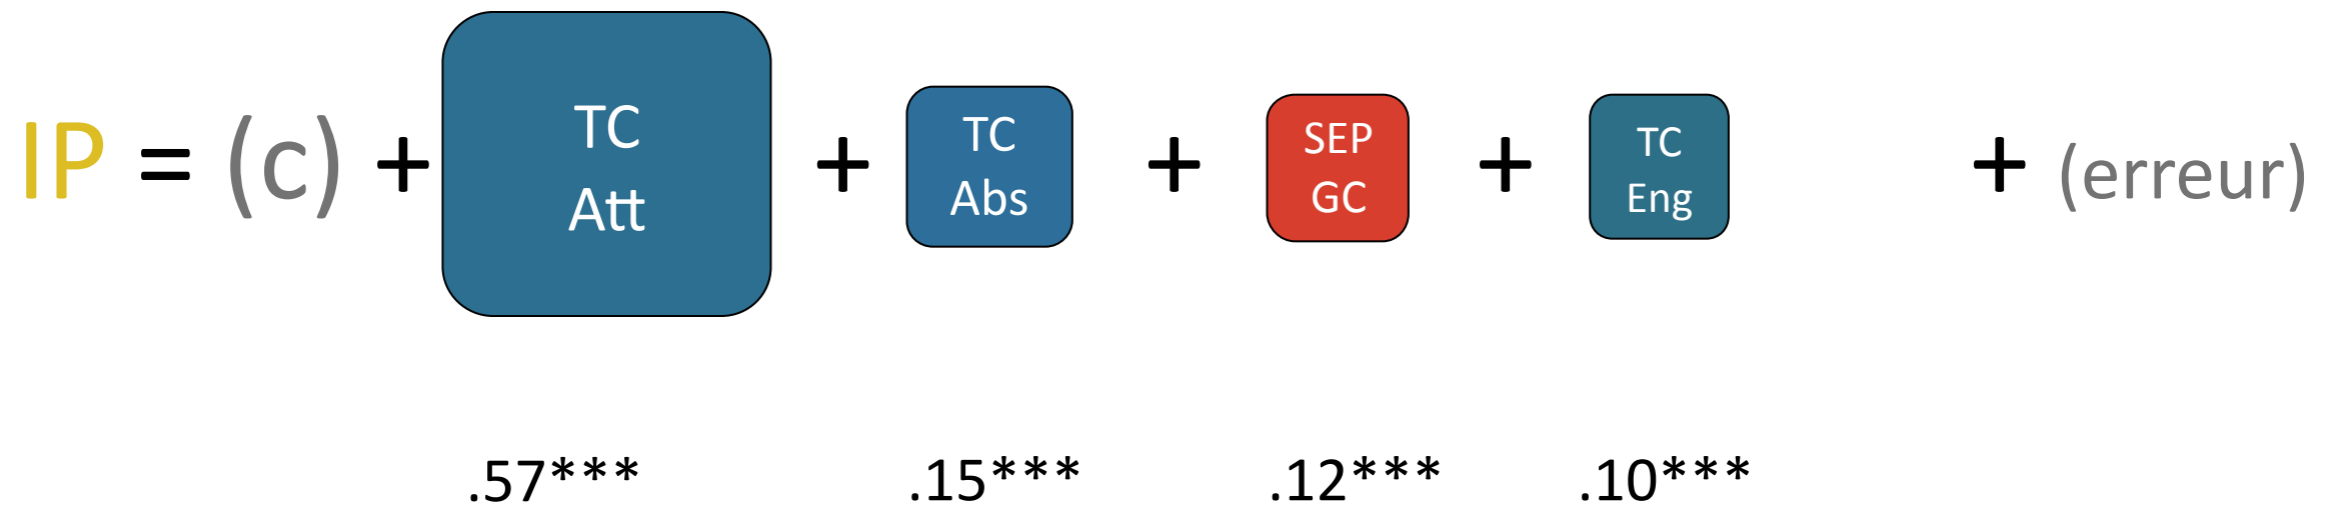 IP = (c) + TC Att + TC Abs + SEP GC + TC Eng + (erreur)
.57*** .15*** .12*** .10***